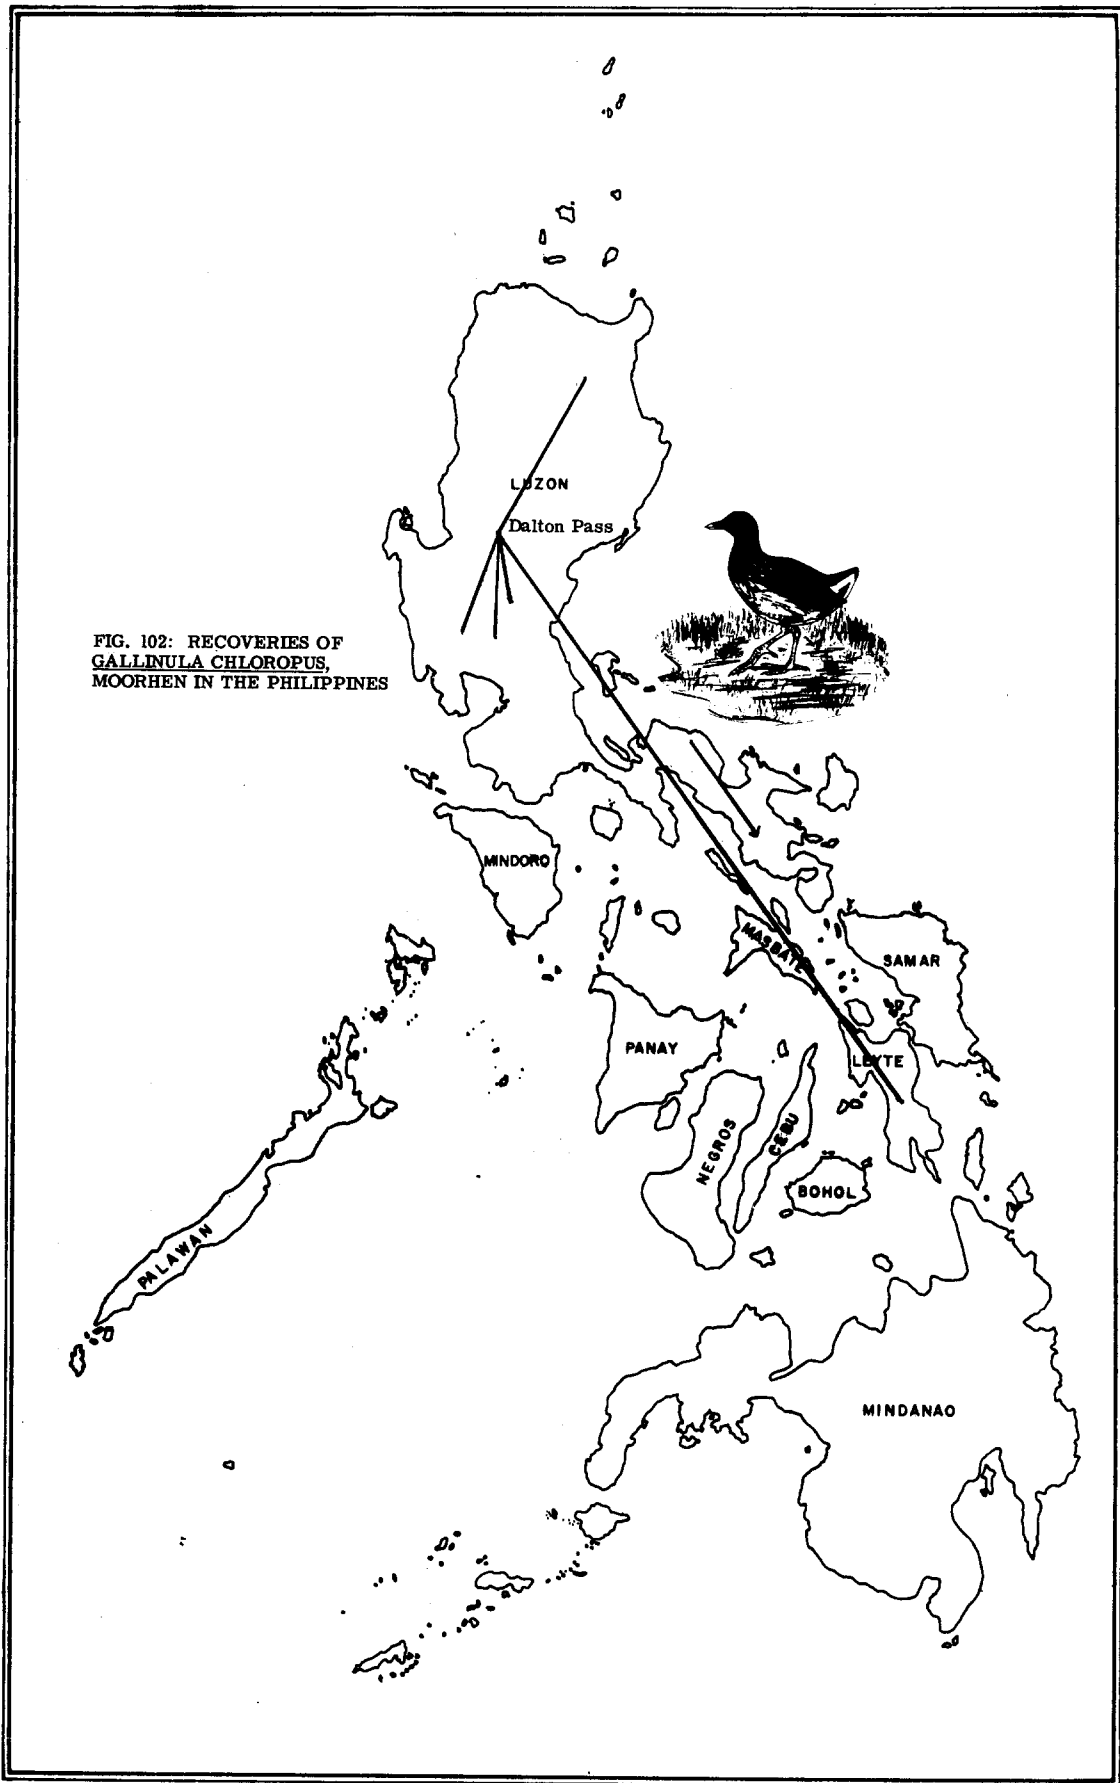 LUZON
Dalton Pass
FIG. 102: RECOVERIES OF
GALLINULA CHLOROPUS,
MOORHEN IN THE PHILIPPINES
MINDORO
MASBATE
SAMAR
PANAY
LEYTE
NEGROS
CEBU
BOHOL
PALAWAN
MINDANAO